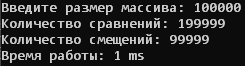 Введите размер массива: 100000
Количество сравнений: 199999
Количество смещений: 99999
Время работы: 1 ms